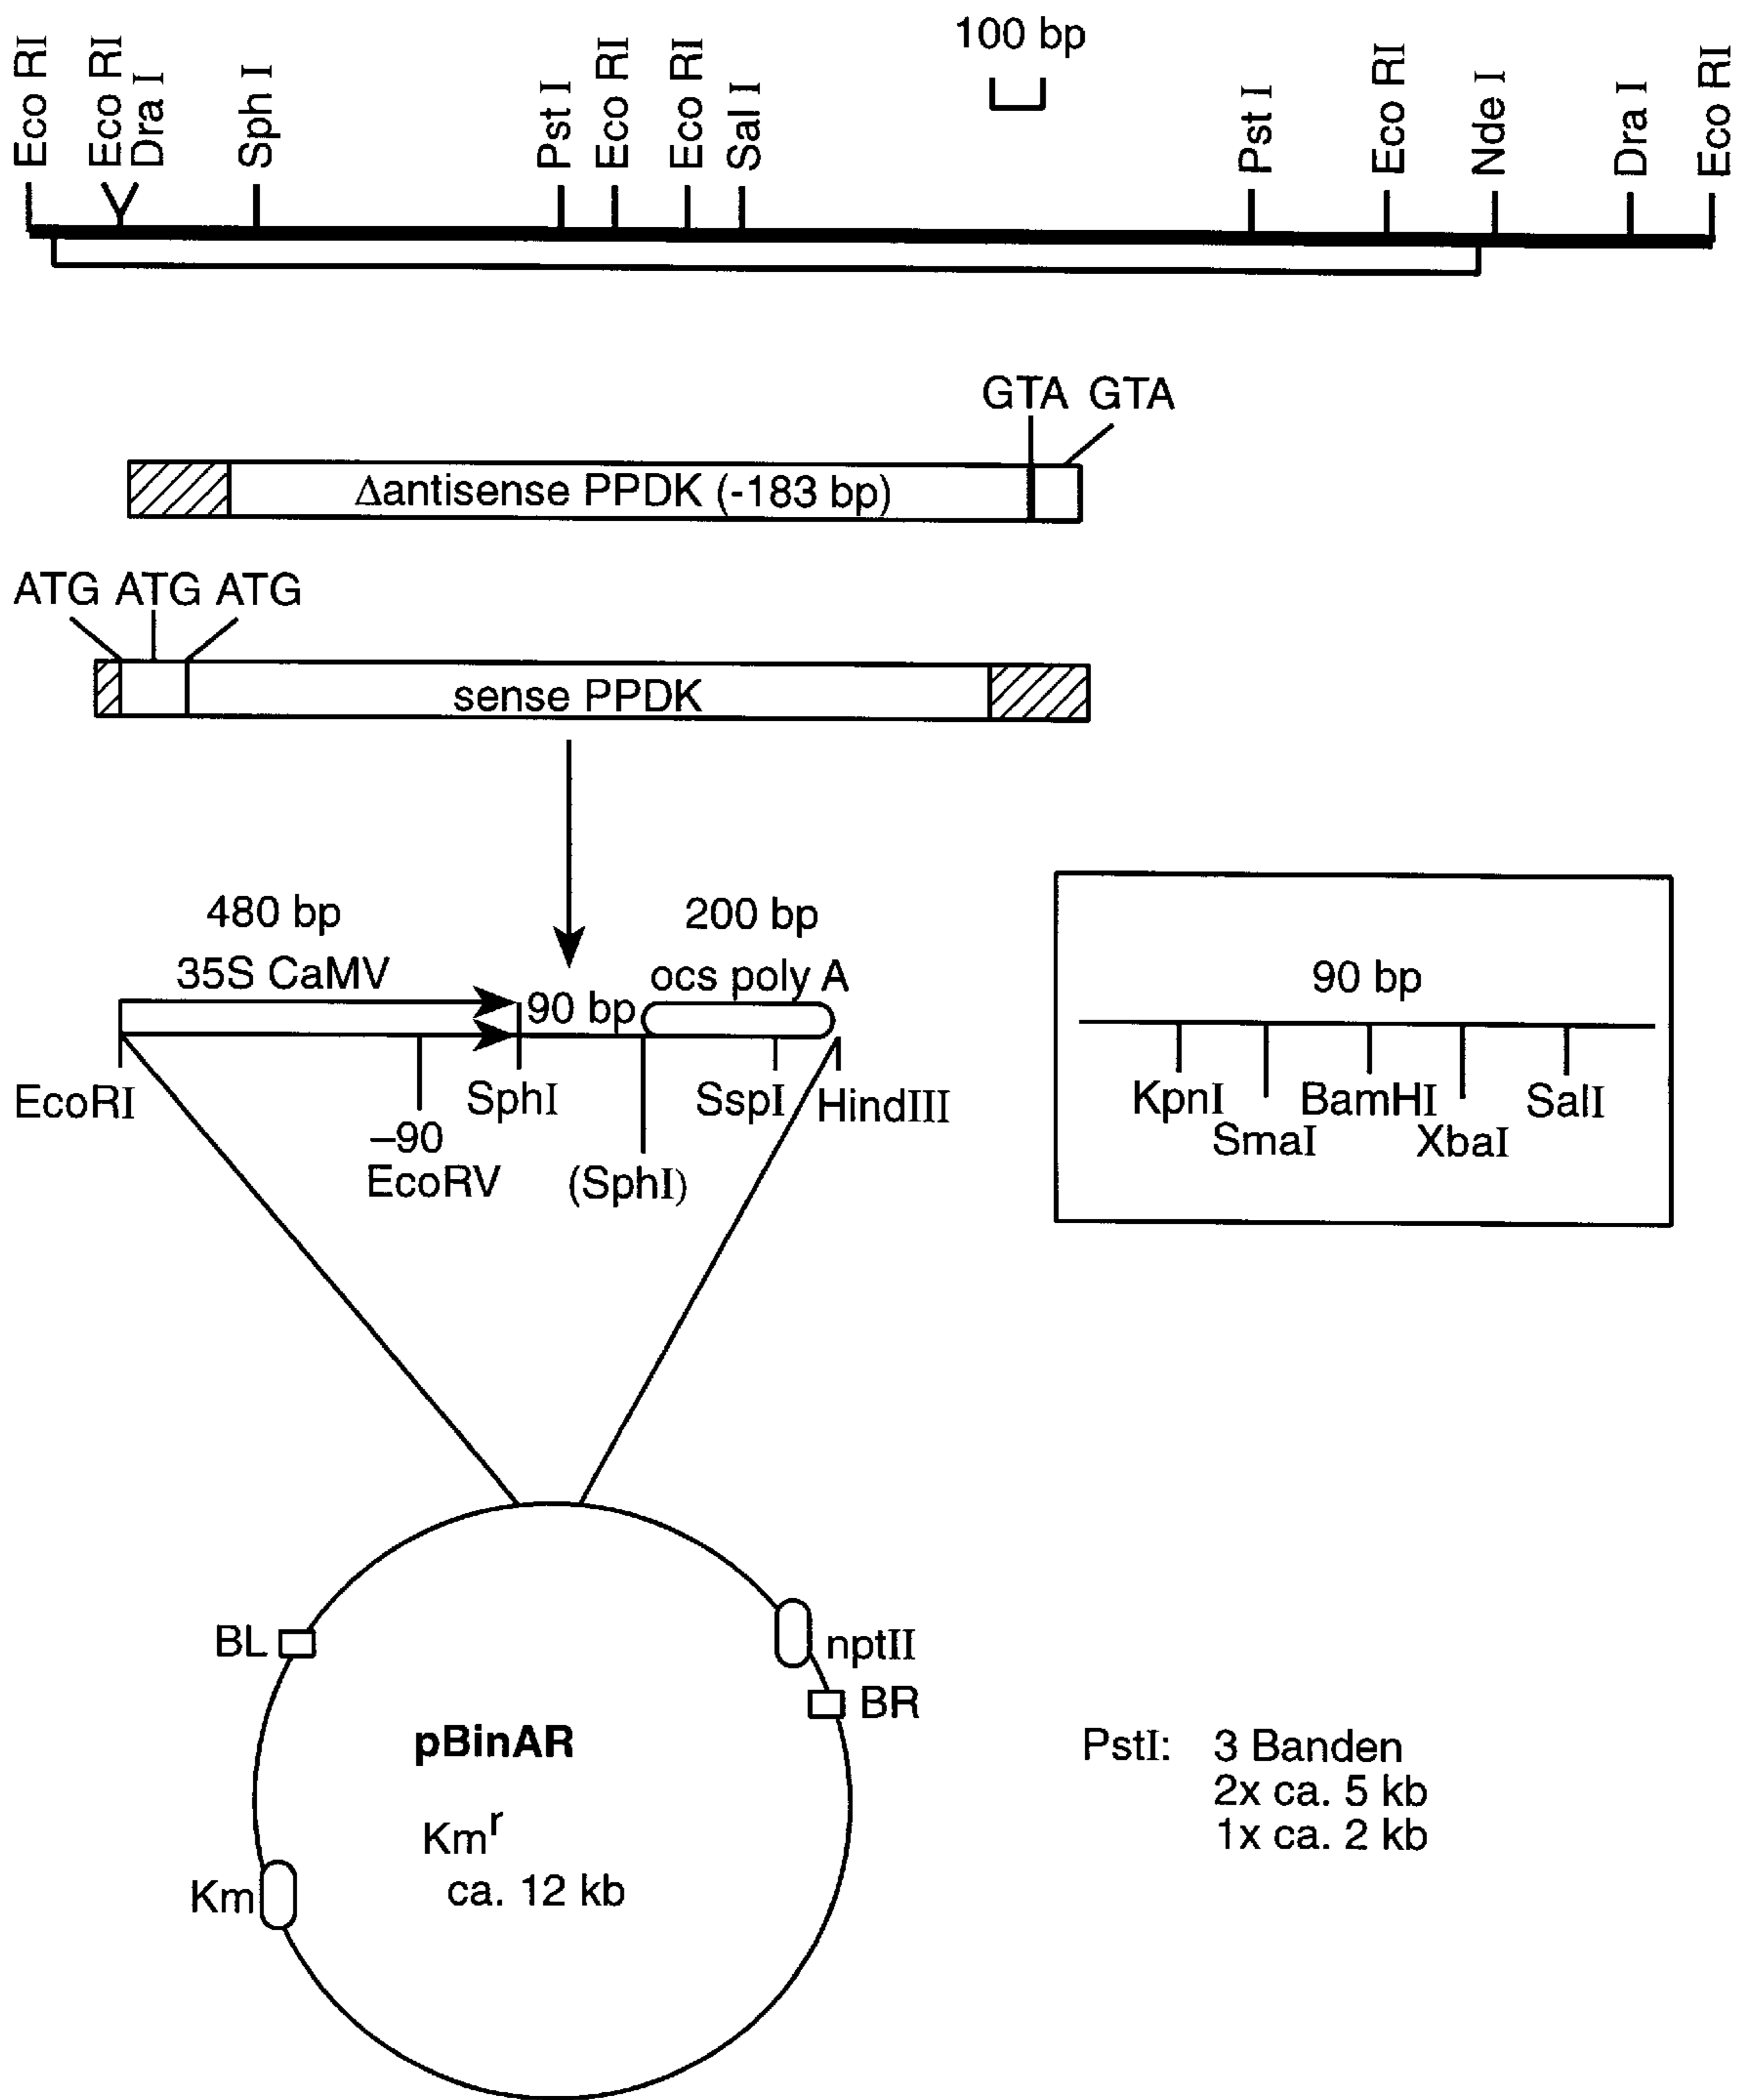 100 bp
Eco RI
Eco RI
Dra I
Sph I
Pst I
Eco RI
Eco RI
Sal I
Pst I
Eco RI
Nde I
Dra I
Eco RI
GTA GTA
Δantisense PPDK (-183 bp)
ATG ATG ATG
sense PPDK
480 bp
35S CaMV
200 bp
ocs poly A
90 bp
EcoRI
–90
EcoRV
SphI
(SphI)
SspI
HindIII
90 bp
KpnI
SmaI
BamHI
XbaI
SalI
BL
nptII
BR
pBinAR
Kmr
ca. 12 kb
Km
PstI: 3 Banden
2x ca. 5 kb
1x ca. 2 kb